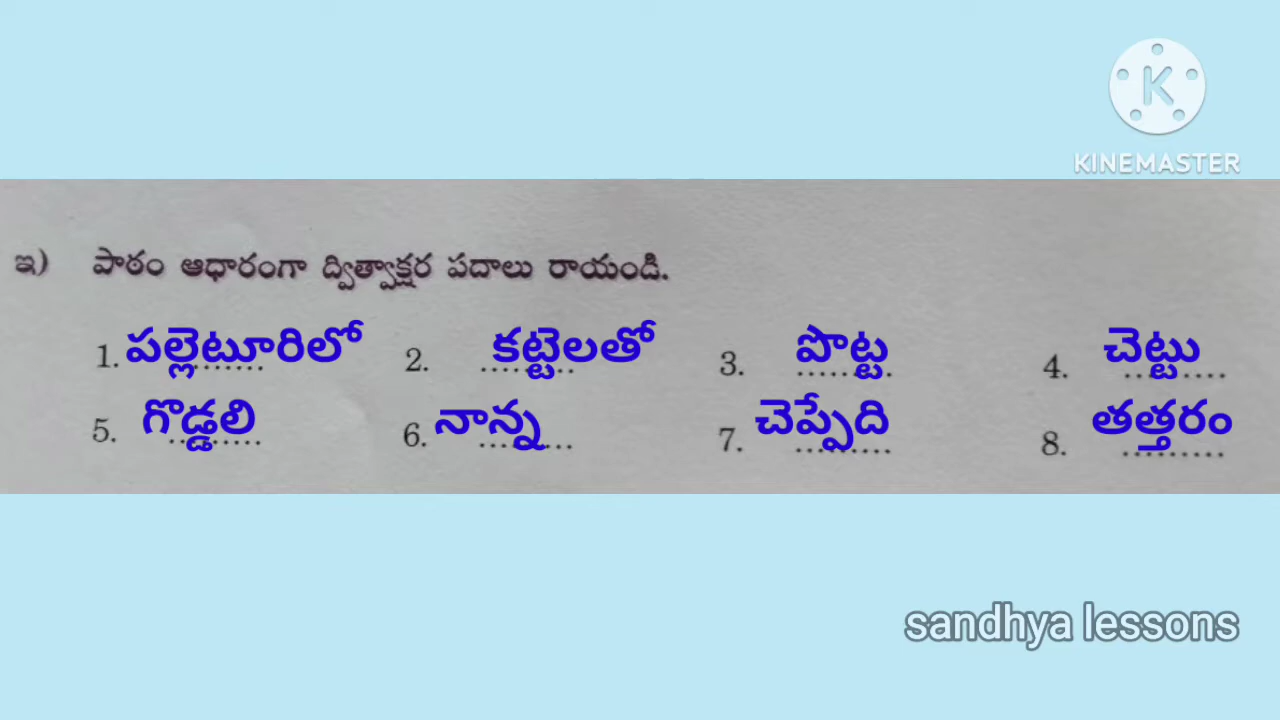 KINEMASTER
ఇ) పాఠం ఆధారంగా ద్విత్వాక్షర పదాలు రాయండి.
1. పల్లెటూరిలో 2. కట్టెలతో 3. పొట్ట 4. చెట్టు
5. గొడ్డలి 6. నాన్న 7. చెప్పేది 8. తత్తరం
sandhya lessons